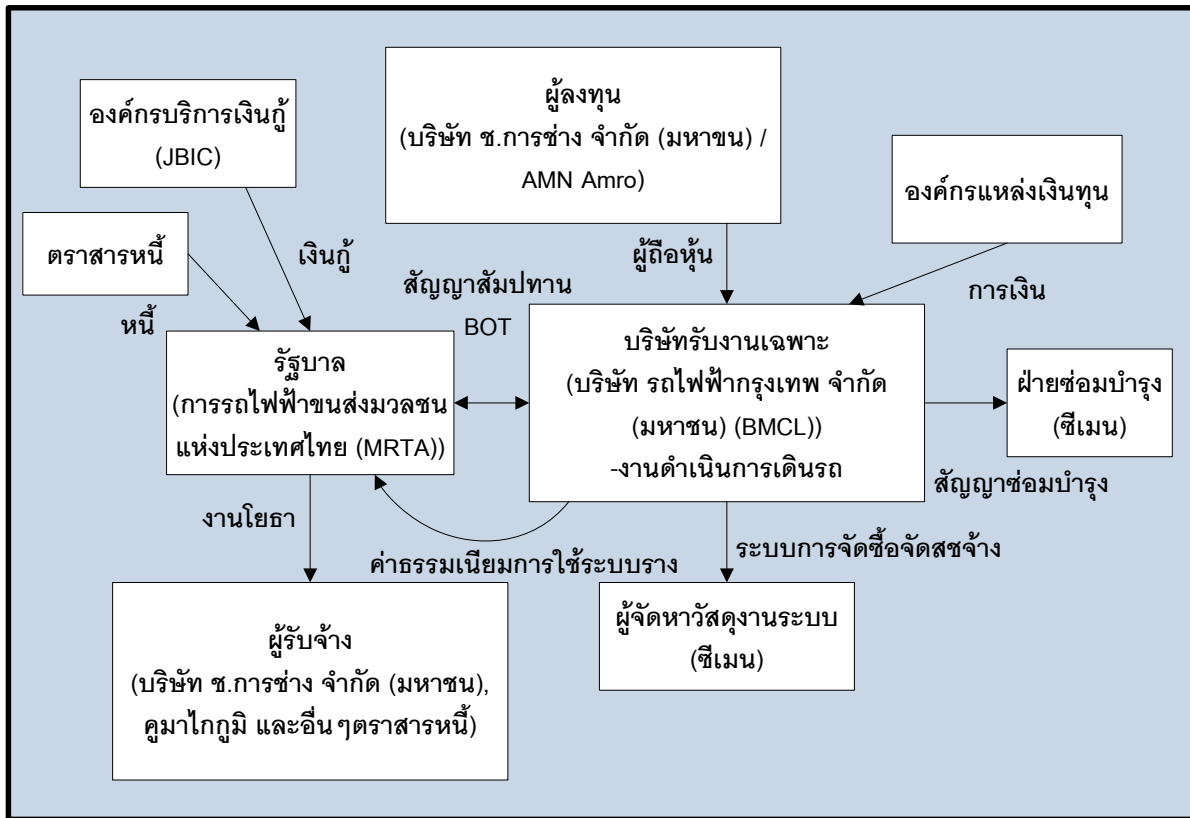 องค์กรบริการเงินกู้
(JBIC)
ผู้ลงทุน
(บริษัท ช.การช่าง จำกัด (มหาขน) /
AMN Amro)
องค์กรแหล่งเงินทุน
ตราสารหนี้
เงินกู้
หนี้
สัญญาสัมปทาน
BOT
ผู้ถือหุ้น
การเงิน
รัฐบาล
(การรถไฟฟ้าขนส่งมวลชน
แห่งประเทศไทย (MRTA))
บริษัทรับงานเฉพาะ
(บริษัท รถไฟฟ้ากรุงเทพ จำกัด
(มหาชน) (BMCL))
-งานดำเนินการเดินรถ
ฝ่ายซ่อมบำรุง
(ซีเมน)
สัญญาซ่อมบำรุง
งานโยธา
ค่าธรรมเนียมการใช้ระบบราง
ระบบการจัดซื้อจัดสชจ้าง
ผู้รับจ้าง
(บริษัท ช.การช่าง จำกัด (มหาชน),
คูมาไกกูมิ และอื่นๆตราสารหนี้)
ผู้จัดหาวัสดุงานระบบ
(ซีเมน)